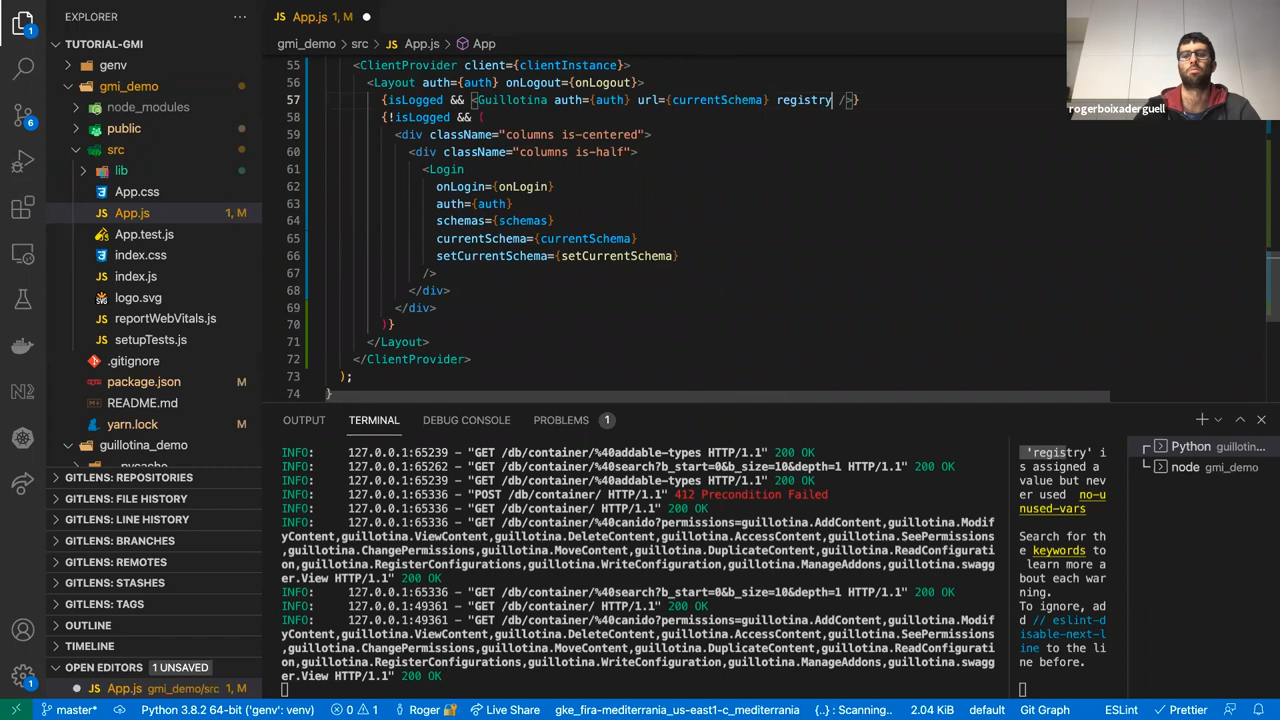 EXPLORER
App.js 1, M
TUTORIAL-GMI
gmi_demo > src > JS App.js > App
genv
gmi_demo
node_modules
public
src
lib
App.css
JS App.js 1, M
App.test.js
index.css
JS index.js
logo.svg
JS reportWebVitals.js
JS setupTests.js
.gitignore
package.json M
README.md
yarn.lock M
guillotina_demo
GITLENS: REPOSITORIES
GITLENS: FILE HISTORY
GITLENS: LINE HISTORY
GITLENS: BRANCHES
GITLENS: REMOTES
GITLENS: STASHES
GITLENS: TAGS
OUTLINE
TIMELINE
OPEN EDITORS 1 UNSAVED
JS App.js gmi_demo/src 1, M
55 <ClientProvider client={clientInstance}>
56 <Layout auth={auth} onLogout={onLogout}>
57 {isLogged && <Guillotina auth={auth} url={currentSchema} registry />}
58 {!isLogged && (
59 <div className="columns is-centered">
60 <div className="columns is-half">
61 <Login
62 onLogin={onLogin}
63 auth={auth}
64 schemas={schemas}
65 currentSchema={currentSchema}
66 setCurrentSchema={setCurrentSchema}
67 />
68 </div>
69 </div>
70 )}
71 </Layout>
72 </ClientProvider>
73 );
74 }
rogerboixaderguell
OUTPUT TERMINAL DEBUG CONSOLE PROBLEMS 1
INFO: 127.0.0.1:65239 - "GET /db/container/%40addable-types HTTP/1.1" 200 OK
INFO: 127.0.0.1:65262 - "GET /db/container/%40search?b_start=0&b_size=10&depth=1 HTTP/1.1" 200 OK
INFO: 127.0.0.1:65239 - "GET /db/container/%40addable-types HTTP/1.1" 200 OK
INFO: 127.0.0.1:65336 - "POST /db/container/ HTTP/1.1" 412 Precondition Failed
INFO: 127.0.0.1:65336 - "GET /db/container/ HTTP/1.1" 200 OK
INFO: 127.0.0.1:65336 - "GET /db/container/%40canido?permissions=guillotina.AddContent,guillotina.Modif
yContent,guillotina.ViewContent,guillotina.DeleteContent,guillotina.AccessContent,guillotina.SeePermissions
,guillotina.ChangePermissions,guillotina.MoveContent,guillotina.DuplicateContent,guillotina.ReadConfigurati
on,guillotina.RegisterConfigurations,guillotina.WriteConfiguration,guillotina.ManageAddons,guillotina.swagg
er.View HTTP/1.1" 200 OK
INFO: 127.0.0.1:65336 - "GET /db/container/%40search?b_start=0&b_size=10&depth=1 HTTP/1.1" 200 OK
INFO: 127.0.0.1:49361 - "GET /db/container/ HTTP/1.1" 200 OK
INFO: 127.0.0.1:49361 - "GET /db/container/%40canido?permissions=guillotina.AddContent,guillotina.Modif
yContent,guillotina.ViewContent,guillotina.DeleteContent,guillotina.AccessContent,guillotina.SeePermissions
,guillotina.ChangePermissions,guillotina.MoveContent,guillotina.DuplicateContent,guillotina.ReadConfigurati
on,guillotina.RegisterConfigurations,guillotina.WriteConfiguration,guillotina.ManageAddons,guillotina.swagg
er.View HTTP/1.1" 200 OK
'registry' i
s assigned a
value but nev
er used no-u
nused-vars
Search for th
e keywords to
learn more a
bout each war
ning.
To ignore, ad
d // eslint-d
isable-next-l
ine to the li
ne before.
Python guillotin...
node gmi_demo
master* Python 3.8.2 64-bit ('genv': venv) 0 1 Roger Live Share gke_fira-mediterrania_us-east1-c_mediterrania {..} : Scanning.. 2.04 KiB default Git Graph ESLint Prettier